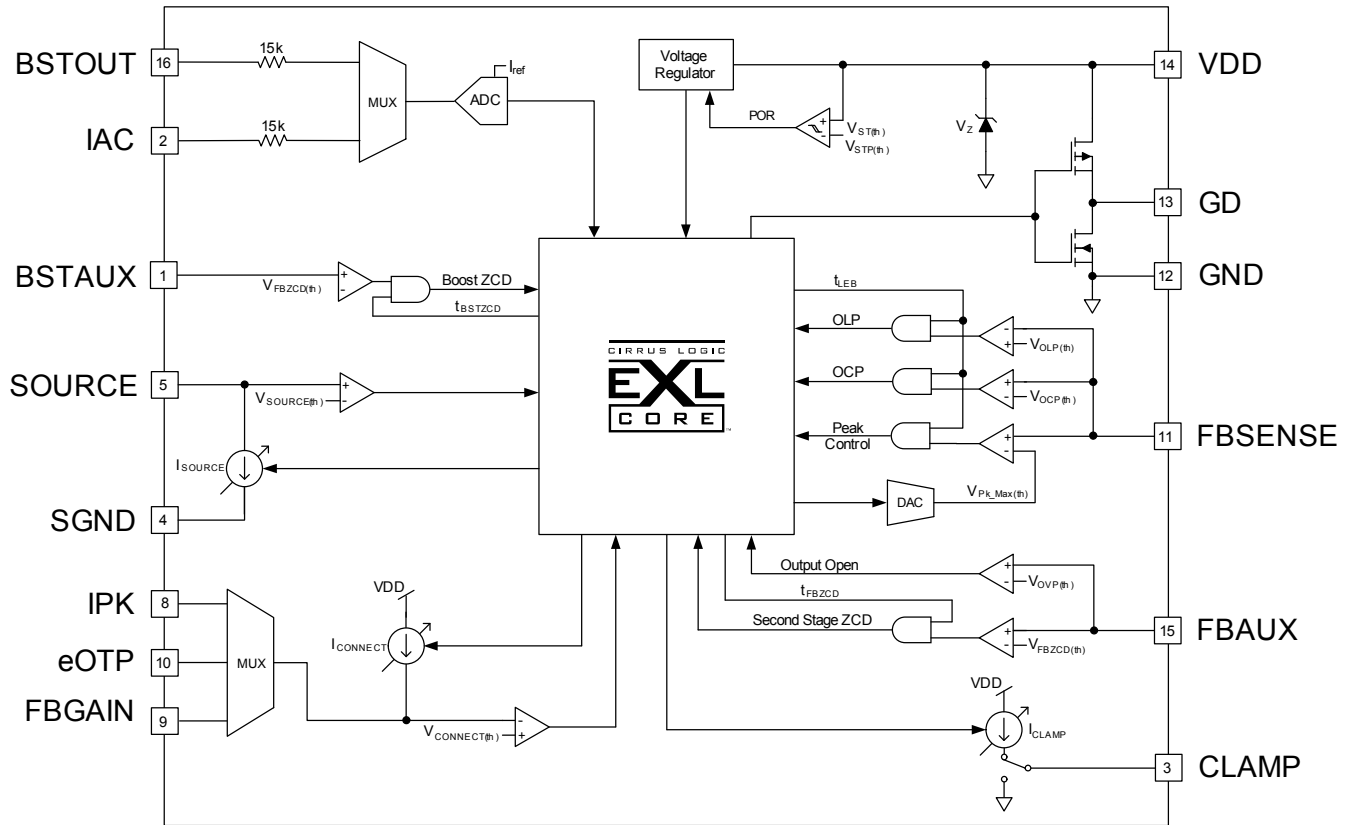 BSTOUT
16
15k
IAC
2
15k
MUX
ADC
Iref
Voltage
Regulator
POR
VST(th)
VSTP(th)
+
-
VZ
14
VDD
13
GD
12
GND
BSTAUX
1
VFBZCD(th)
+
-
Boost ZCD
tBSTZCD
SOURCE
5
VSOURCE(th)
+
-
ISOURCE
SGND
4
CIRRUS LOGIC
EXL
CORE
TM
tLEB
OLP
-
+
VOLP(th)
OCP
+
-
VOCP(th)
Peak
Control
+
-
11
FBSENSE
DAC
VPk_Max(th)
IPK
8
eOTP
10
FBGAIN
9
MUX
VDD
ICONNECT
VCONNECT(th)
-
+
Output Open
+
-
VOVP(th)
tFBZCD
Second Stage ZCD
+
-
VFBZCD(th)
15
FBAUX
VDD
ICLAMP
3
CLAMP